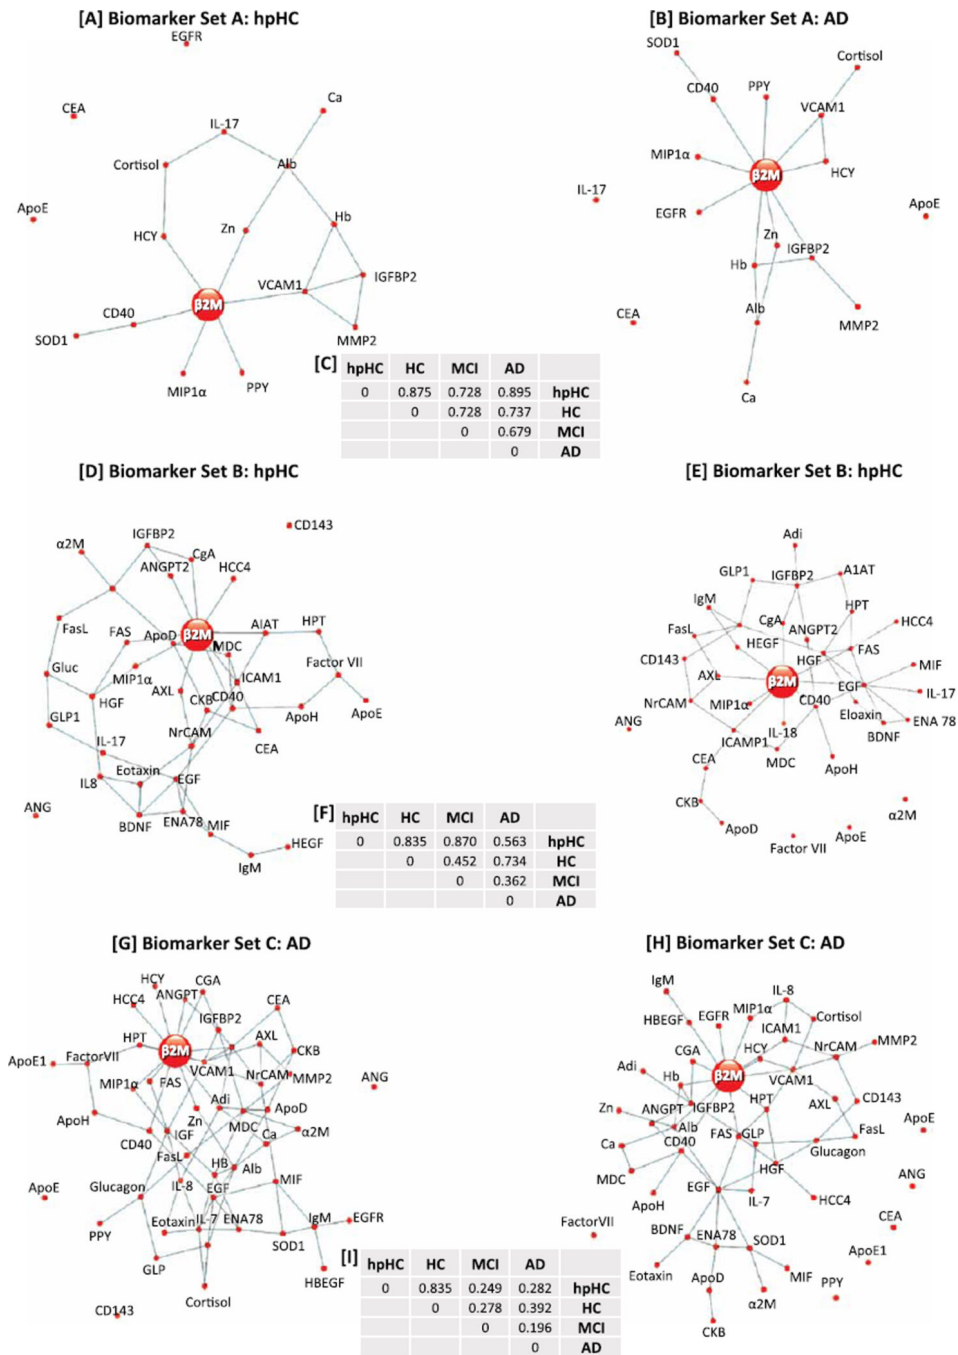 [A] Biomarker Set A: hpHC
EGFR
CEA
Ca
IL-17
Cortisol
Alb
ApoE
HCY
Zn
Hb
VCAM1
IGFBP2
β2M
CD40
SOD1
MMP2
MIP1α
PPY
[B] Biomarker Set A: AD
SOD1
Cortisol
CD40
PPY
VCAM1
MIP1α
β2M
HCY
IL-17
EGFR
ApoE
Zn
IGFBP2
Hb
Alb
CEA
MMP2
Ca
[C]
hpHC HC MCI AD
0 0.875 0.728 0.895 hpHC
0 0.728 0.737 HC
0 0.679 MCI
0 AD
[D] Biomarker Set B: hpHC
CD143
IGFBP2
α2M
CgA
ANGPT2
HCC4
FasL
FAS
ApoD
β2M
AIAT
HPT
MDC
Gluc
MIP1α
ICAM1
Factor VII
AXL
CKB
CD40
HGF
ApoH
ApoE
GLP1
NrCAM
IL-17
CEA
Eotaxin
IL8
EGF
ANG
BDNF
ENA78
MIF
HEGF
IgM
[E] Biomarker Set B: hpHC
Adi
GLP1
IGFBP2
A1AT
IgM
HPT
CgA
HCC4
FasL
ANGPT2
HEGF
HGF
FAS
CD143
AXL
β2M
EGF
MIF
NrCAM
MIP1α
CD40
IL-17
Eloaxin
ANG
IL-18
ENA 78
ICAMP1
BDNF
MDC
CEA
ApoH
CKB
ApoD
α2M
ApoE
Factor VII
[F]
hpHC HC MCI AD
0 0.835 0.870 0.563 hpHC
0 0.452 0.734 HC
0 0.362 MCI
0 AD
[G] Biomarker Set C: AD
HCY
CGA
ANGPT
HCC4
CEA
IGFBP2
HPT
AXL
ApoE1
FactorVII
β2M
CKB
VCAM1
NrCAM
MMP2
MIP1α
FAS
ANG
Adi
ApoD
Zn
ApoH
MDC
CD40
IGF
Ca
α2M
FasL
HB
Alb
ApoE
Glucagon
IL-8
EGF
MIF
PPY
Eotaxin
IL-7
ENA78
IgM
EGFR
SOD1
GLP
HBEGF
Cortisol
CD143
[H] Biomarker Set C: AD
IgM
IL-8
MIP1α
HBEGF
EGFR
Cortisol
ICAM1
CGA
HCY
NrCAM
MMP2
Adi
Hb
β2M
VCAM1
HPT
Zn
ANGPT
IGFBP2
AXL
CD143
Alb
ApoE
Ca
CD40
FAS
GLP
FasL
Glucagon
MDC
HGF
ANG
EGF
ApoH
IL-7
HCC4
FactorVII
BDNF
CEA
ENA78
SOD1
ApoE1
Eotaxin
ApoD
MIF
PPY
α2M
CKB
[I]
hpHC HC MCI AD
0 0.835 0.249 0.282 hpHC
0 0.278 0.392 HC
0 0.196 MCI
0 AD